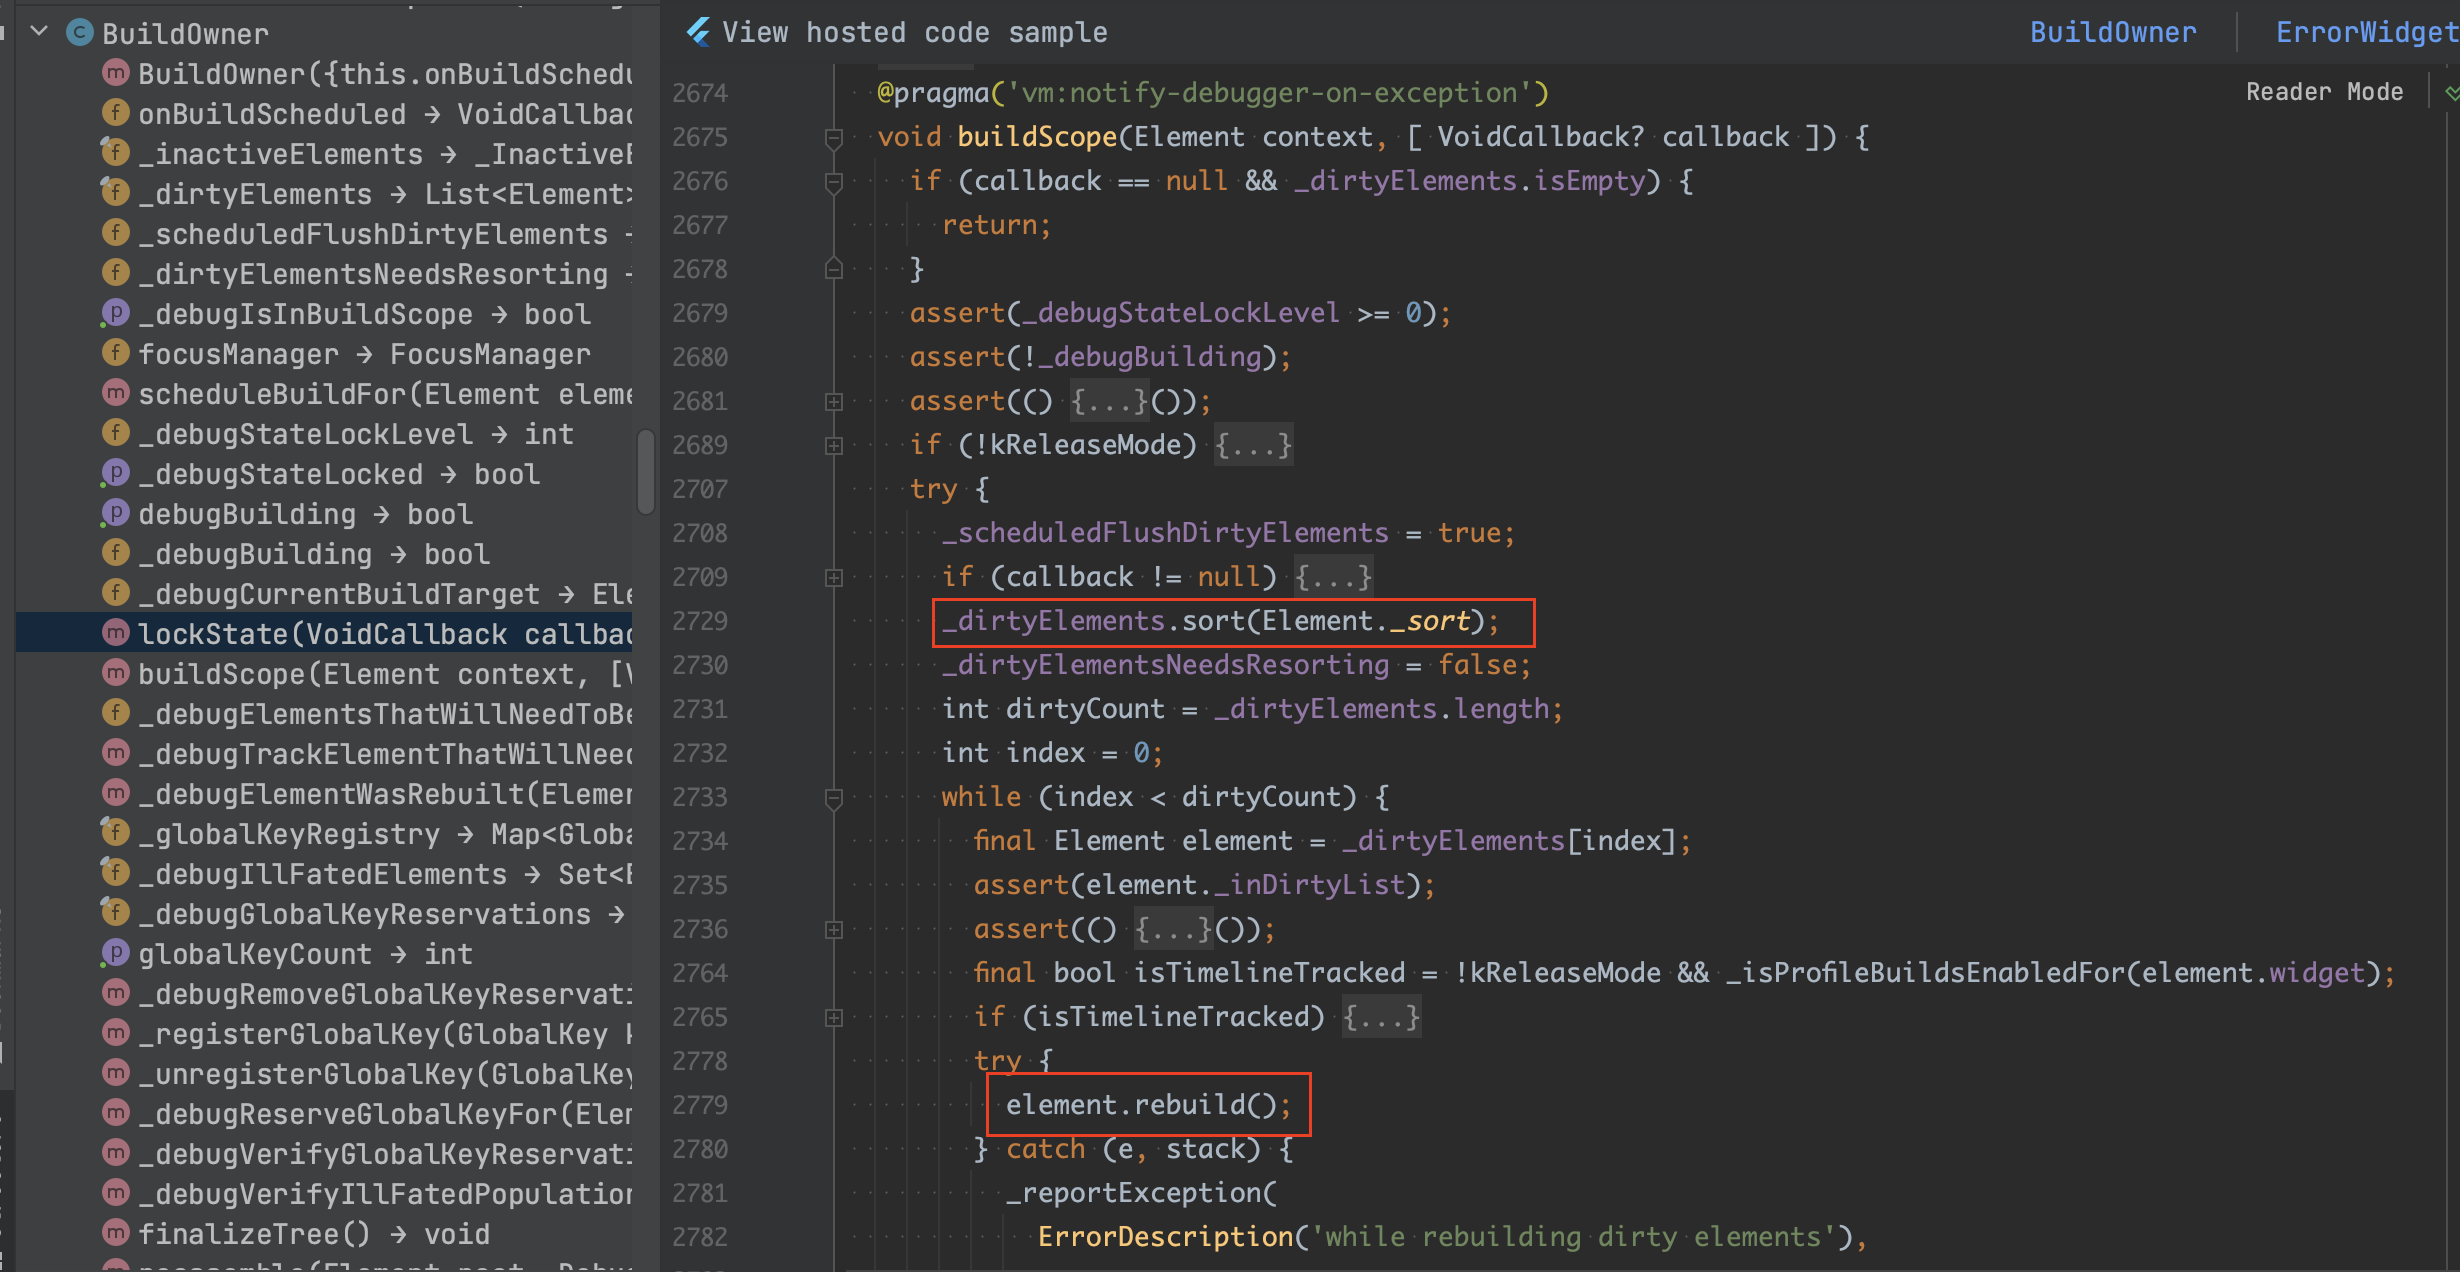 BuildOwner
BuildOwner({this.onBuildSchedu
onBuildScheduled → VoidCallbac
_inactiveElements → _InactiveE
_dirtyElements → List<Element>
_scheduledFlushDirtyElements →
_dirtyElementsNeedsResorting →
_debugIsInBuildScope → bool
focusManager → FocusManager
scheduleBuildFor(Element eleme
_debugStateLockLevel → int
_debugStateLocked → bool
debugBuilding → bool
_debugBuilding → bool
_debugCurrentBuildTarget → Ele
lockState(VoidCallback callbac
buildScope(Element context, [V
_debugElementsThatWillNeedToBe
_debugTrackElementThatWillNeed
_debugElementWasRebuilt(Elemen
_globalKeyRegistry → Map<Globa
_debugIllFatedElements → Set<E
_debugGlobalKeyReservations →
globalKeyCount → int
_debugRemoveGlobalKeyReservati
_registerGlobalKey(GlobalKey k
_unregisterGlobalKey(GlobalKey
_debugReserveGlobalKeyFor(Elem
_debugVerifyGlobalKeyReservati
_debugVerifyIllFatedPopulation
finalizeTree() → void
View hosted code sample
BuildOwner
ErrorWidget
Reader Mode
2674 @pragma('vm:notify-debugger-on-exception')
2675 void buildScope(Element context, [ VoidCallback? callback ]) {
2676 if (callback == null && _dirtyElements.isEmpty) {
2677 return;
2678 }
2679 assert(_debugStateLockLevel >= 0);
2680 assert(!_debugBuilding);
2681 assert(() {...}());
2689 if (!kReleaseMode) {...}
2707 try {
2708 _scheduledFlushDirtyElements = true;
2709 if (callback != null) {...}
2729 _dirtyElements.sort(Element._sort);
2730 _dirtyElementsNeedsResorting = false;
2731 int dirtyCount = _dirtyElements.length;
2732 int index = 0;
2733 while (index < dirtyCount) {
2734 final Element element = _dirtyElements[index];
2735 assert(element._inDirtyList);
2736 assert(() {...}());
2764 final bool isTimelineTracked = !kReleaseMode && _isProfileBuildsEnabledFor(element.widget);
2765 if (isTimelineTracked) {...}
2778 try {
2779 element.rebuild();
2780 } catch (e, stack) {
2781 _reportException(
2782 ErrorDescription('while rebuilding dirty elements'),